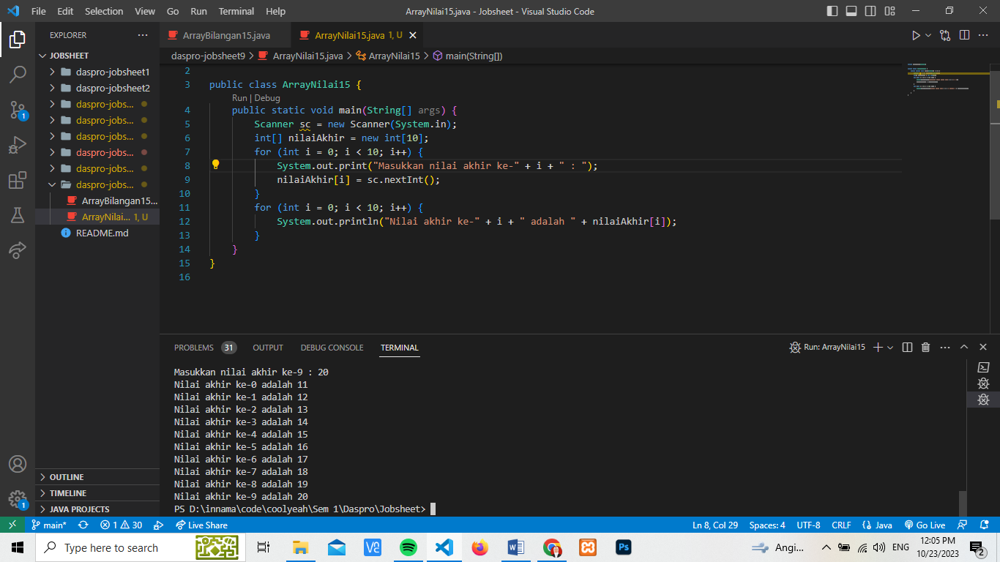 File Edit Selection View Go Run Terminal Help
ArrayNilai15.java - Jobsheet - Visual Studio Code
EXPLORER
JOBSHEET
daspro-jobsheet1
daspro-jobsheet2
daspro-jobs...
daspro-jobs...
daspro-jobs...
daspro-jobs...
daspro-jobs...
daspro-jobs...
ArrayBilangan15...
ArrayNilai... 1, U
README.md
OUTLINE
TIMELINE
JAVA PROJECTS
1
1
ArrayBilangan15.java
ArrayNilai15.java 1, U
daspro-jobsheet9 > ArrayNilai15.java > ArrayNilai15 > main(String[])
2
3 public class ArrayNilai15 {
Run | Debug
4 public static void main(String[] args) {
5 Scanner sc = new Scanner(System.in);
6 int[] nilaiAkhir = new int[10];
7 for (int i = 0; i < 10; i++) {
8 System.out.print("Masukkan nilai akhir ke-" + i + " : ");
9 nilaiAkhir[i] = sc.nextInt();
10 }
11 for (int i = 0; i < 10; i++) {
12 System.out.println("Nilai akhir ke-" + i + " adalah " + nilaiAkhir[i]);
13 }
14 }
15 }
16
PROBLEMS 31 OUTPUT DEBUG CONSOLE TERMINAL
Run: ArrayNilai15
Masukkan nilai akhir ke-9 : 20
Nilai akhir ke-0 adalah 11
Nilai akhir ke-1 adalah 12
Nilai akhir ke-2 adalah 13
Nilai akhir ke-3 adalah 14
Nilai akhir ke-4 adalah 15
Nilai akhir ke-5 adalah 16
Nilai akhir ke-6 adalah 17
Nilai akhir ke-7 adalah 18
Nilai akhir ke-8 adalah 19
Nilai akhir ke-9 adalah 20
PS D:\innama\code\coolyeah\Sem 1\Daspro\Jobsheet>
main* 1 30 Live Share
Ln 8, Col 29 Spaces: 4 UTF-8 CRLF {} Java Go Live
Type here to search
Angi... ENG
12:05 PM
10/23/2023
2
Ps